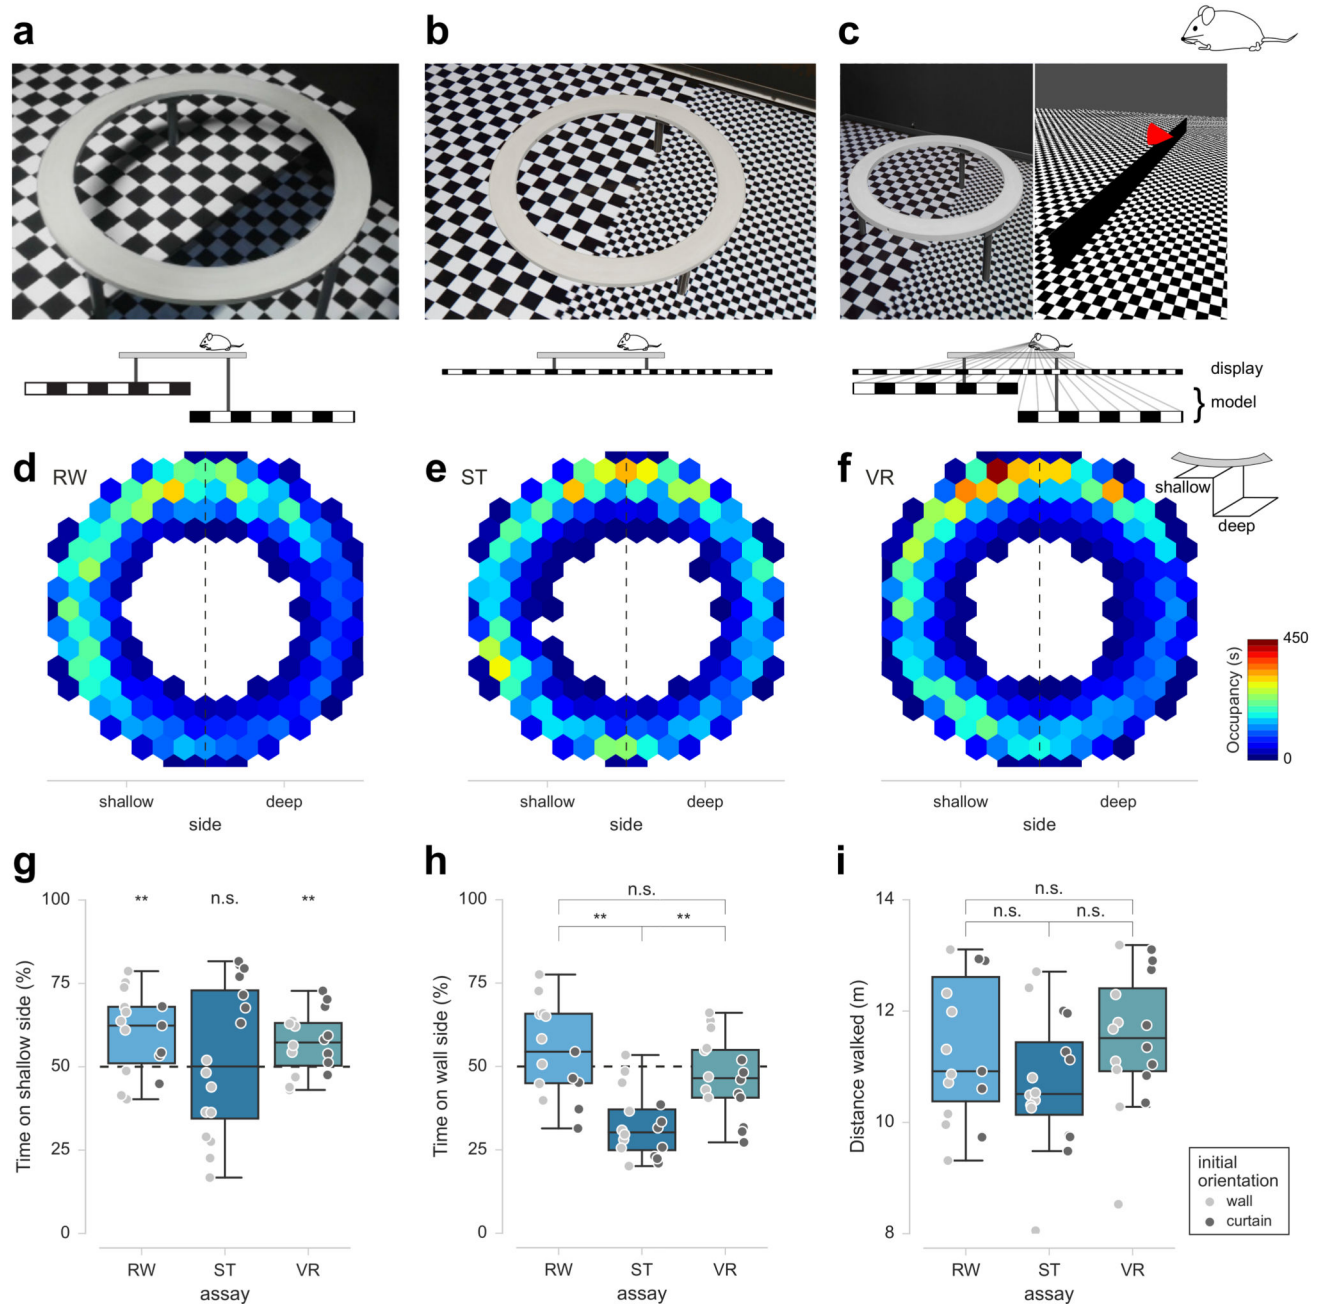 a
b
c
display
model
d RW
e ST
f VR
shallow
deep
450
Occupancy (s)
0
shallow deep
side
shallow deep
side
shallow deep
side
g
h
i
100
75
50
25
0
Time on shallow side (%)
** n.s. **
RW ST VR
assay
100
75
50
25
0
Time on wall side (%)
n.s.
** **
RW ST VR
assay
14
12
10
8
Distance walked (m)
n.s.
n.s. n.s.
RW ST VR
assay
initial
orientation
wall
curtain